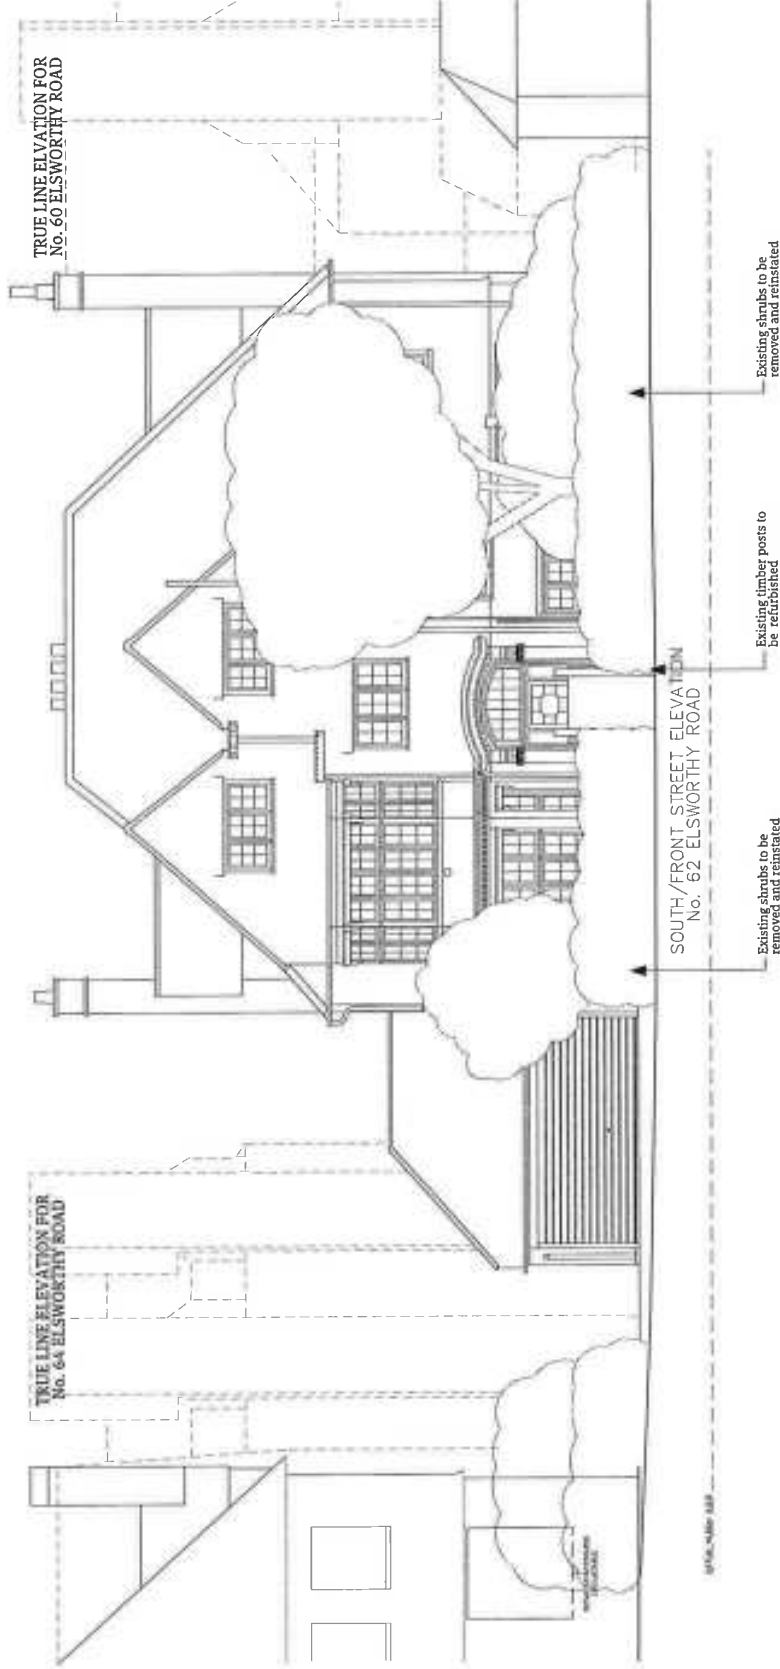 TRUE LINE ELEVATION FOR
No. 64 ELSWORTHY ROAD
TRUE LINE ELVATION FOR
No. 60 ELSWORTHY ROAD
SOUTH/FRONT STREET ELEVATION
No. 62 ELSWORTHY ROAD
Existing shrubs to be
removed and reinstated
Existing timber posts to
be refurbished
Existing shrubs to be
removed and reinstated